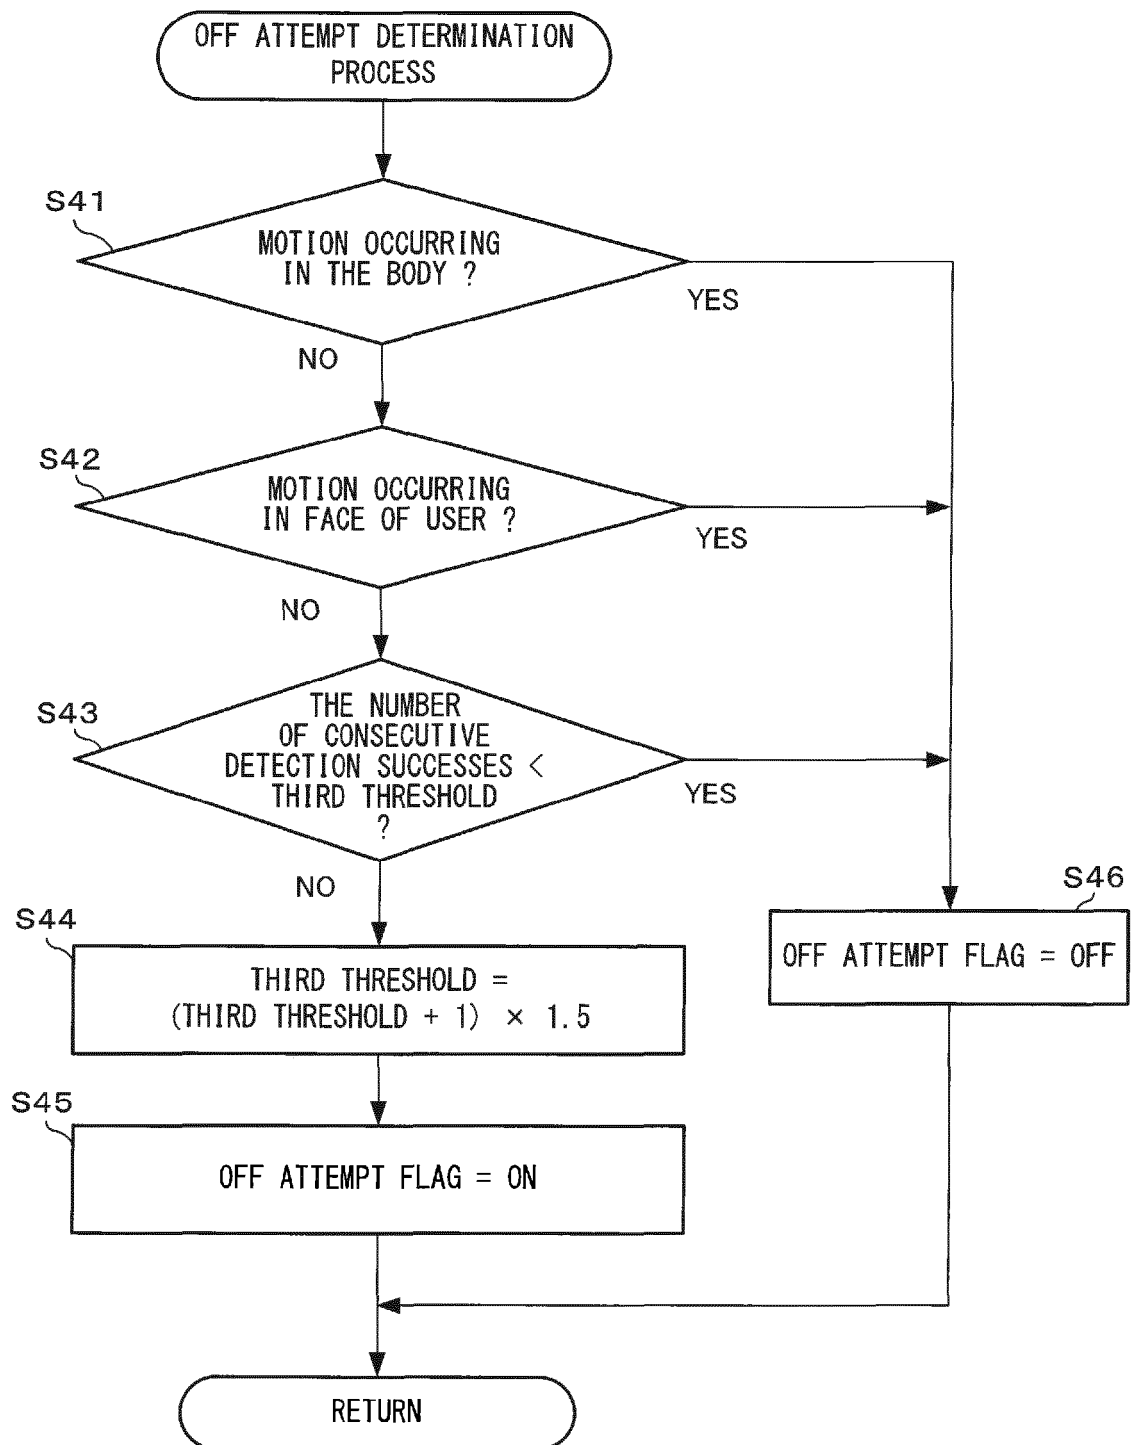 OFF ATTEMPT DETERMINATION
PROCESS
S41
MOTION OCCURRING
IN THE BODY ?
YES
NO
S42
MOTION OCCURRING
IN FACE OF USER ?
YES
NO
S43
THE NUMBER
OF CONSECUTIVE
DETECTION SUCCESSES <
THIRD THRESHOLD
?
YES
NO
S44
THIRD THRESHOLD =
(THIRD THRESHOLD + 1) × 1.5
S46
OFF ATTEMPT FLAG = OFF
S45
OFF ATTEMPT FLAG = ON
RETURN